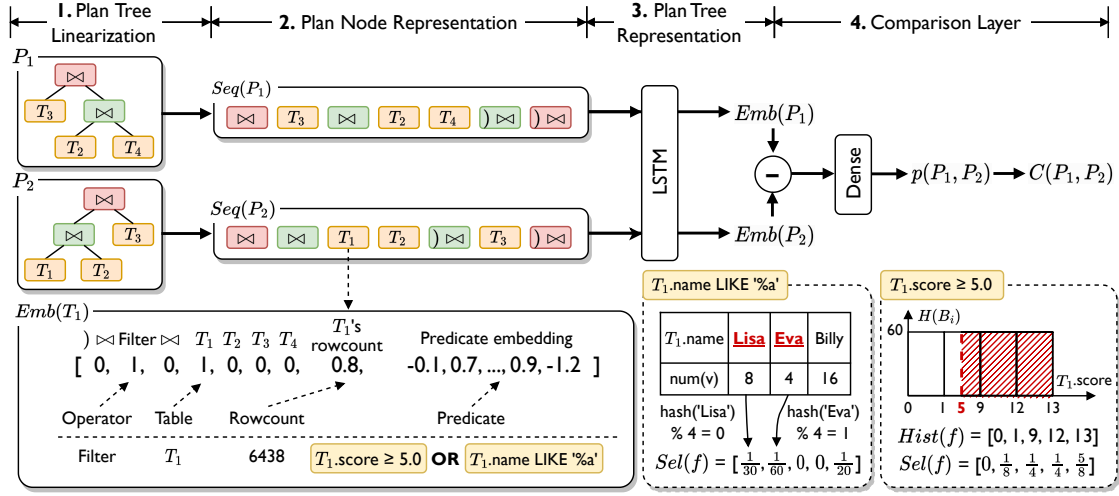 1. Plan Tree Linearization
2. Plan Node Representation
3. Plan Tree Representation
4. Comparison Layer
P₁
⋈
T₃ ⋈
T₂ T₄
Seq(P₁)
⋈ T₃ ⋈ T₂ T₄ ) ⋈ ) ⋈
P₂
⋈
⋈ T₃
T₁ T₂
Seq(P₂)
⋈ ⋈ T₁ T₂ ) ⋈ T₃ ) ⋈
LSTM
Emb(P₁)
−
Emb(P₂)
Dense
p(P₁, P₂)
C(P₁, P₂)
Emb(T₁)
) ⋈ Filter ⋈ T₁ T₂ T₃ T₄ T₁'s rowcount Predicate embedding
[ 0, 1, 0, 1, 0, 0, 0, 0.8, -0.1, 0.7, ..., 0.9, -1.2 ]
Operator Table Rowcount Predicate
Filter T₁ 6438 T₁.score ≥ 5.0 OR T₁.name LIKE '%a'
T₁.name LIKE '%a'
T₁.name Lisa Eva Billy
num(v) 8 4 16
hash('Lisa') % 4 = 0
hash('Eva') % 4 = 1
Sel(f) = [1/30, 1/60, 0, 0, 1/20]
T₁.score ≥ 5.0
H(Bᵢ)
60
T₁.score
0 1 5 9 12 13
Hist(f) = [0, 1, 9, 12, 13]
Sel(f) = [0, 1/8, 1/4, 1/4, 5/8]